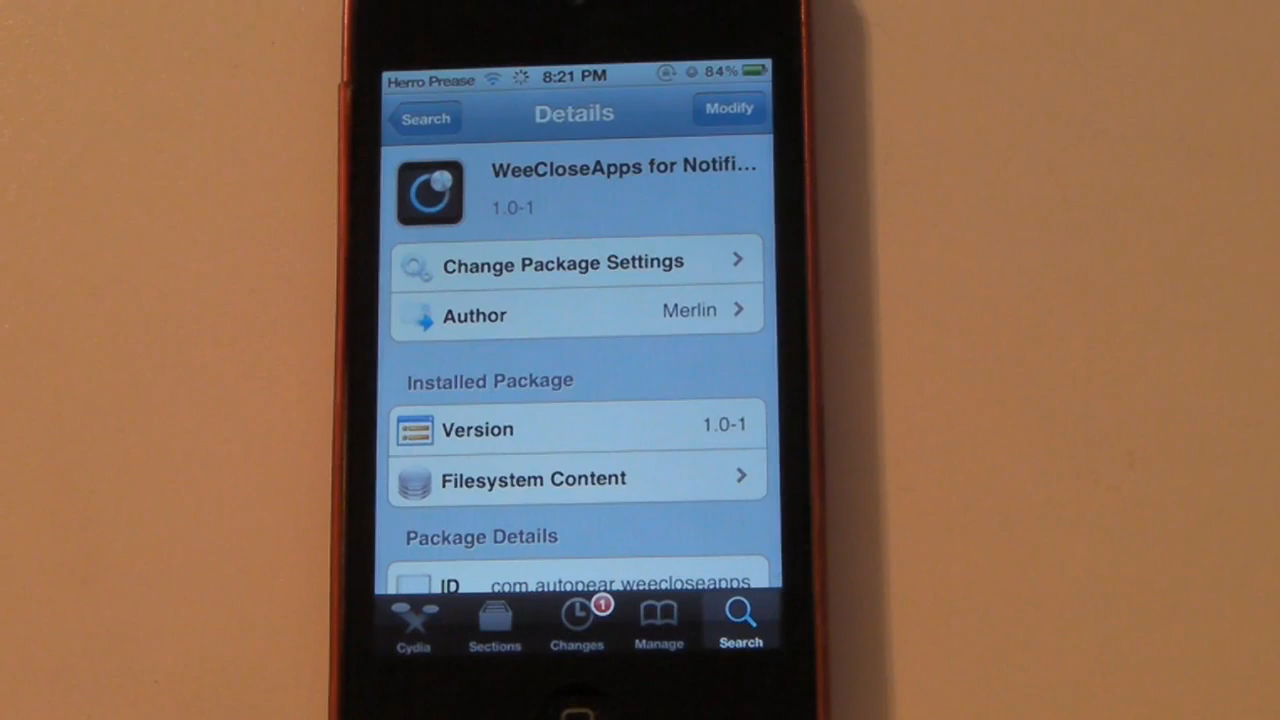 Herro Prease 8:21 PM 84%
Search Details Modify
WeeCloseApps for Notifi...
1.0-1
Change Package Settings
Author Merlin
Installed Package
Version 1.0-1
Filesystem Content
Package Details
ID com.autopear.weecloseapps
1
Cydia Sections Changes Manage Search